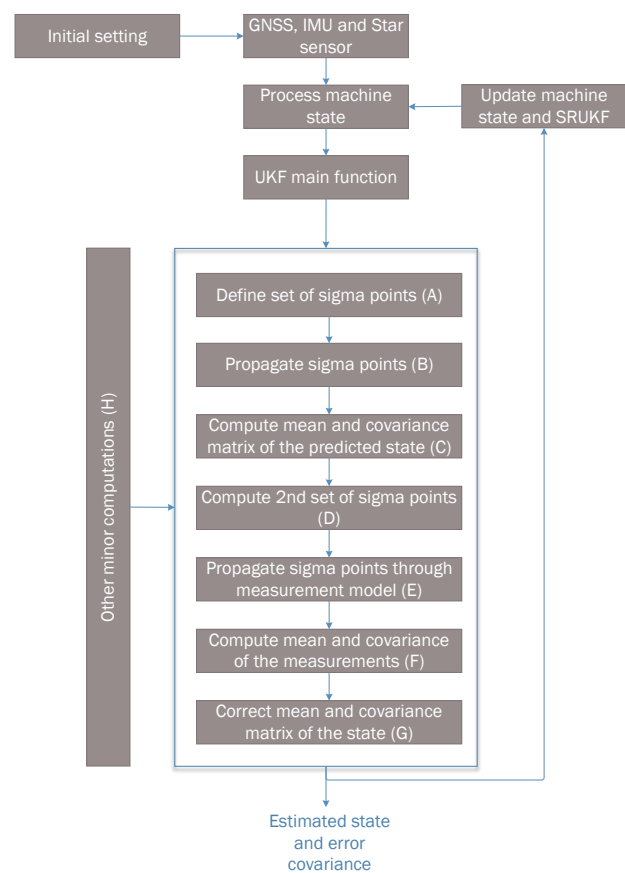 Initial setting
GNSS, IMU and Star
sensor
Process machine
state
Update machine
state and SRUKF
UKF main function
Other minor computations (H)
Define set of sigma points (A)
Propagate sigma points (B)
Compute mean and covariance
matrix of the predicted state (C)
Compute 2nd set of sigma points
(D)
Propagate sigma points through
measurement model (E)
Compute mean and covariance
of the measurements (F)
Correct mean and covariance
matrix of the state (G)
Estimated state
and error
covariance